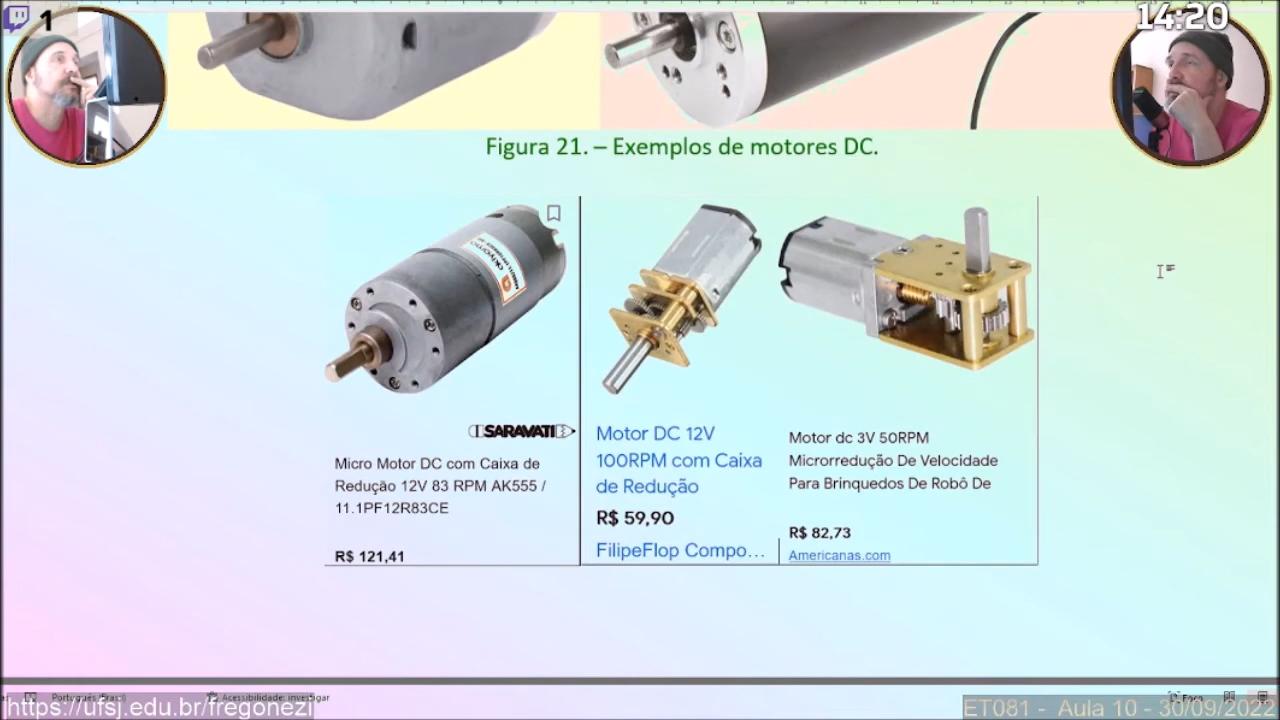 1
14:20
Figura 21. – Exemplos de motores DC.
SARAVATI
Micro Motor DC com Caixa de
Redução 12V 83 RPM AK555 /
11.1PF12R83CE
R$ 121,41
Motor DC 12V
100RPM com Caixa
de Redução
R$ 59,90
FilipeFlop Compo…
Motor dc 3V 50RPM
Microrredução De Velocidade
Para Brinquedos De Robô De
R$ 82,73
Americanas.com
Acessibilidade: investigar
Foco
https://ufsj.edu.br/fregonezi
ET081 - Aula 10 - 30/09/2022